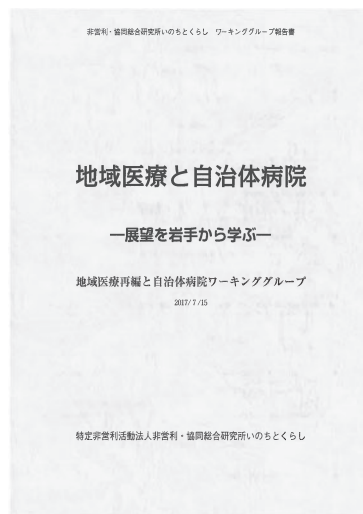 非営利・協同総合研究所いのちとくらし　ワーキンググループ報告書
地域医療と自治体病院
―展望を岩手から学ぶ―
地域医療再編と自治体病院ワーキンググループ
2017/ 7 /15
特定非営利活動法人非営利・協同総合研究所いのちとくらし